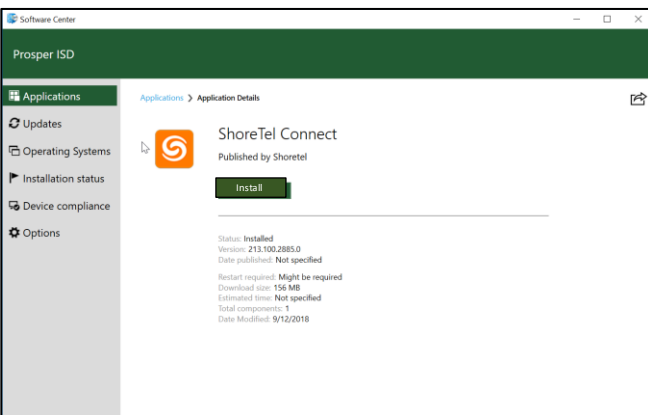 Software Center
Prosper ISD
Applications
Updates
Operating Systems
Installation status
Device compliance
Options
Applications ❯ Application Details
ShoreTel Connect
Published by Shoretel
Install
Status: Installed
Version: 213.100.2885.0
Date published: Not specified
Restart required: Might be required
Download size: 156 MB
Estimated time: Not specified
Total components: 1
Date Modified: 9/12/2018